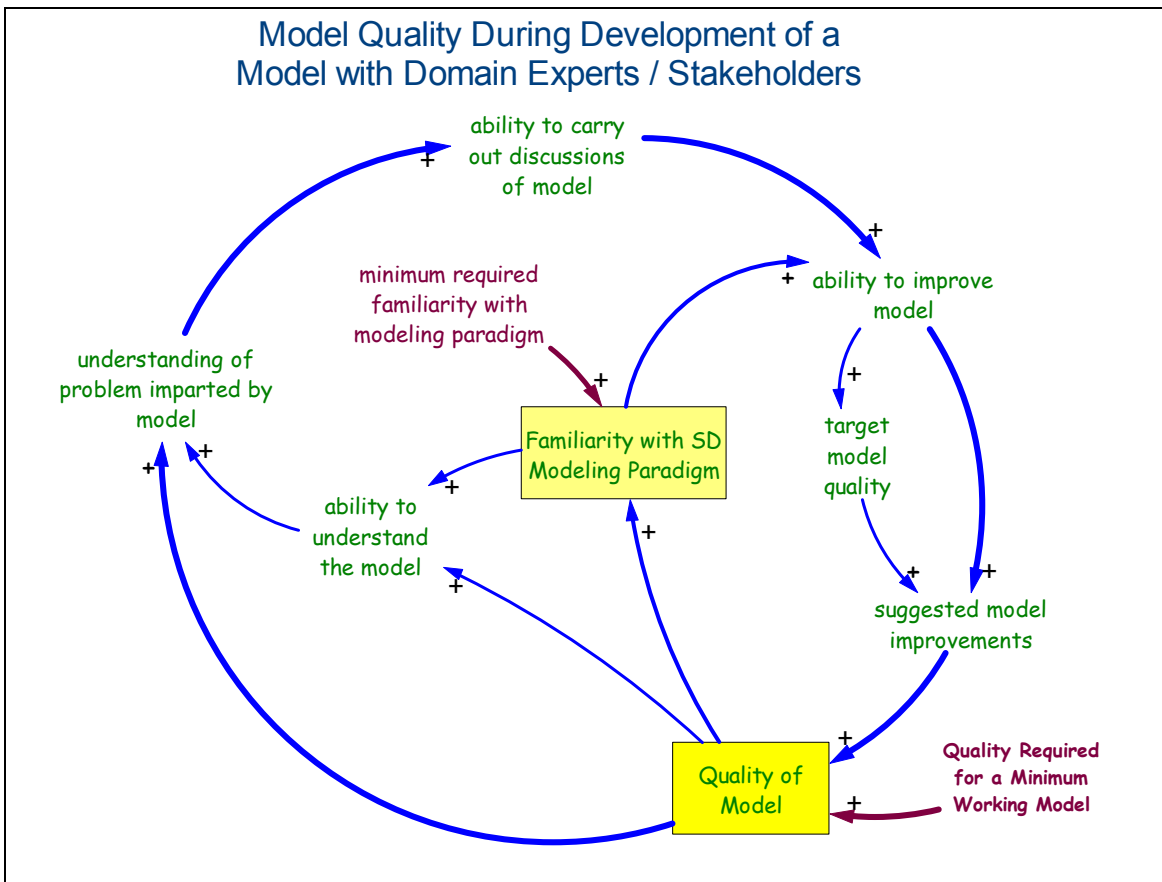 Model Quality During Development of a
Model with Domain Experts / Stakeholders
ability to carry
out discussions
of model
+
+
minimum required
familiarity with
modeling paradigm
+
ability to improve
model
understanding of
problem imparted by
model
+
+
Familiarity with SD
Modeling Paradigm
target
model
quality
+
+
+
ability to
understand
the model
+
+
+
+
suggested model
improvements
+
Quality of
Model
+
Quality Required
for a Minimum
Working Model